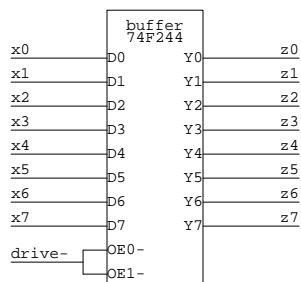 buffer
74F244
x0 D0 Y0 z0
x1 D1 Y1 z1
x2 D2 Y2 z2
x3 D3 Y3 z3
x4 D4 Y4 z4
x5 D5 Y5 z5
x6 D6 Y6 z6
x7 D7 Y7 z7
drive- OE0-
OE1-